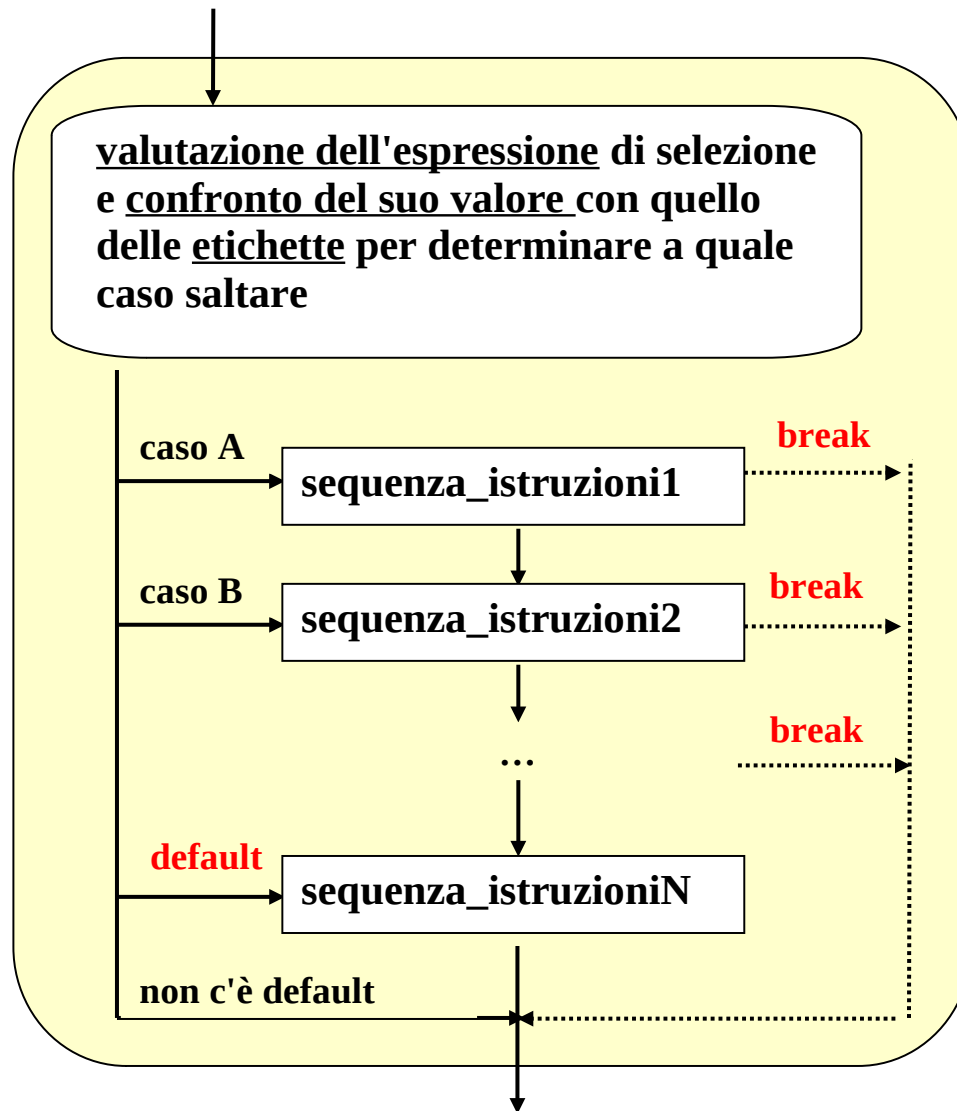 valutazione dell'espressione di selezione
e confronto del suo valore con quello
delle etichette per determinare a quale
caso saltare
caso A
break
sequenza_istruzioni1
caso B
break
sequenza_istruzioni2
break
...
default
sequenza_istruzioniN
non c'è default